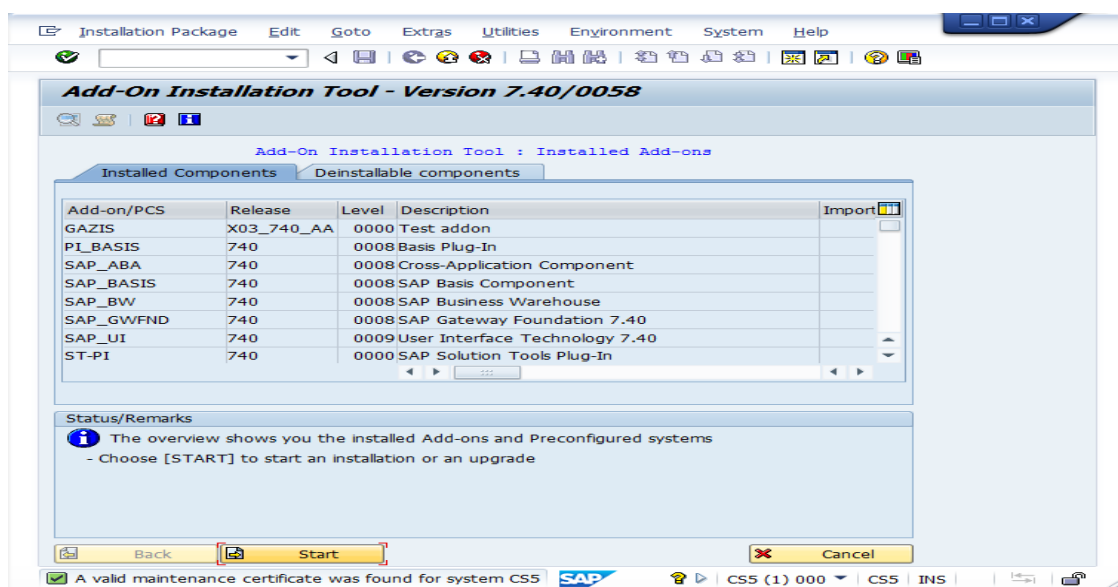 Installation Package Edit Goto Extras Utilities Environment System Help
Add-On Installation Tool - Version 7.40/0058
Add-On Installation Tool : Installed Add-ons
Installed Components Deinstallable components
Add-on/PCS Release Level Description Import
GAZIS X03_740_AA 0000 Test addon
PI_BASIS 740 0008 Basis Plug-In
SAP_ABA 740 0008 Cross-Application Component
SAP_BASIS 740 0008 SAP Basis Component
SAP_BW 740 0008 SAP Business Warehouse
SAP_GWFND 740 0008 SAP Gateway Foundation 7.40
SAP_UI 740 0009 User Interface Technology 7.40
ST-PI 740 0000 SAP Solution Tools Plug-In
Status/Remarks
The overview shows you the installed Add-ons and Preconfigured systems
- Choose [START] to start an installation or an upgrade
Back Start Cancel
A valid maintenance certificate was found for system CS5 SAP CS5 (1) 000 CS5 INS